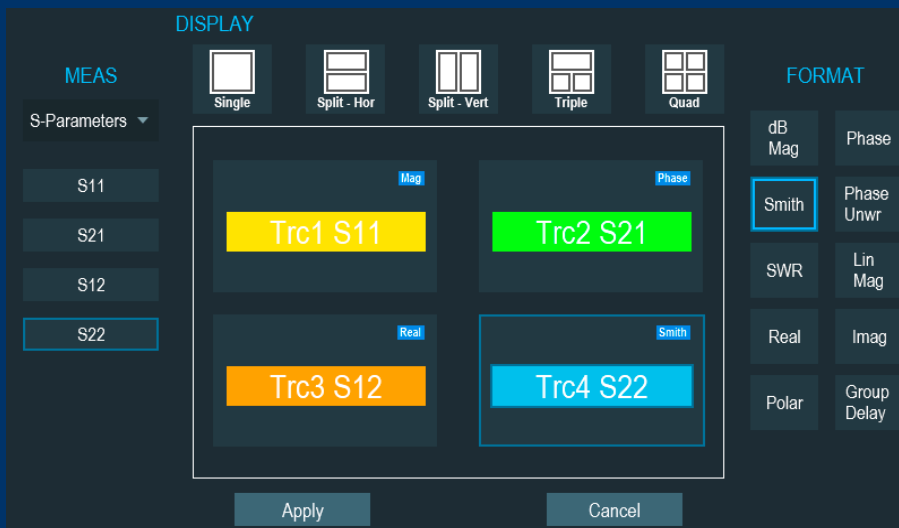 DISPLAY
MEAS
S-Parameters
S11
S21
S12
S22
Single
Split - Hor
Split - Vert
Triple
Quad
Mag
Trc1 S11
Phase
Trc2 S21
Real
Trc3 S12
Smith
Trc4 S22
Apply
Cancel
FORMAT
dB
Mag
Phase
Smith
Phase
Unwr
SWR
Lin
Mag
Real
Imag
Polar
Group
Delay